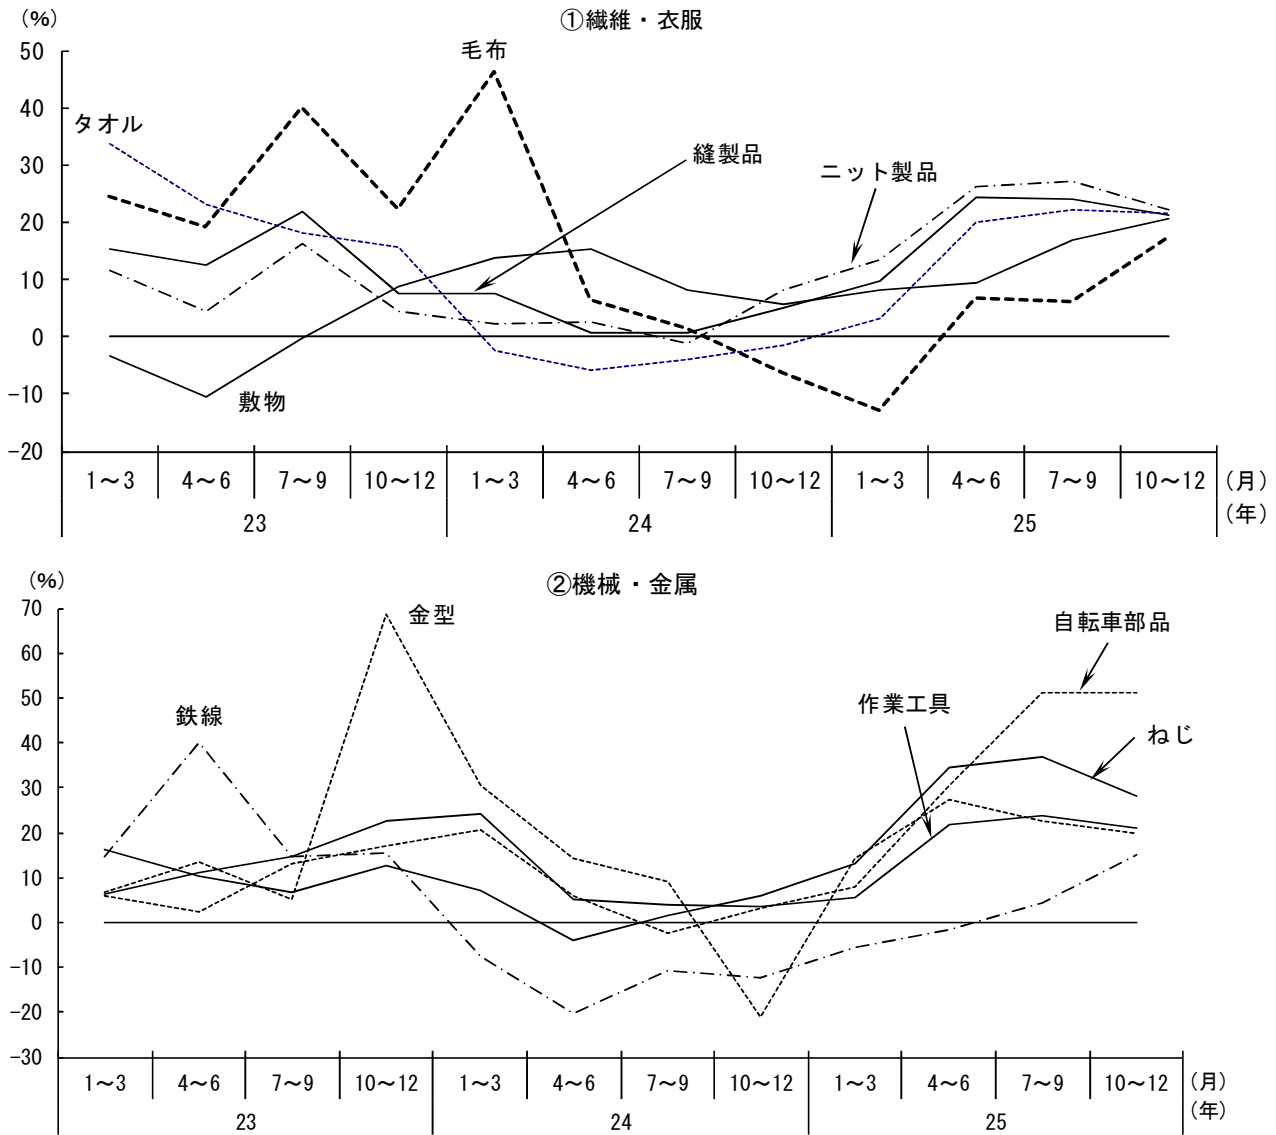 (%)
①繊維・衣服
50
毛布
40
タオル
30
縫製品
ニット製品
20
10
0
−10
敷物
−20
1～3 4～6 7～9 10～12 1～3 4～6 7～9 10～12 1～3 4～6 7～9 10～12 (月)
23 24 25 (年)
(%)
②機械・金属
70
金型
自転車部品
60
50
作業工具
鉄線
ねじ
40
30
20
10
0
−10
−20
−30
1～3 4～6 7～9 10～12 1～3 4～6 7～9 10～12 1～3 4～6 7～9 10～12 (月)
23 24 25 (年)